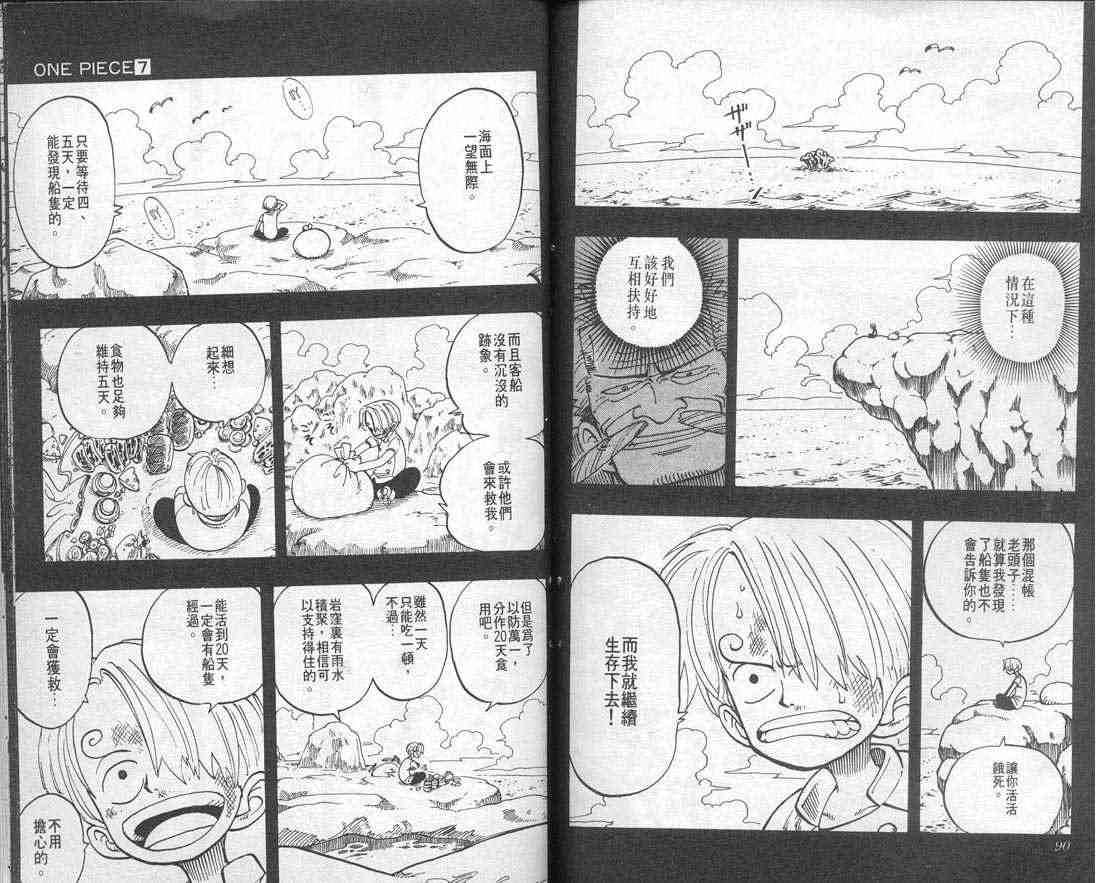 ザザ
在這種
情況下…
我們
該好好地
互相扶持。
那個混帳
老頭子……
就算我發現
了船隻也不
會告訴你的。
讓你活活
餓死。
而我就繼續
生存下去！
90
ONE PIECE 7
海面上
一望無際。
只要等待四、
五天，一定
能發現船隻的。
而且客船
沒有沉沒的
跡象。
或許他們
會來救我。
ごそ
ごそ
細想
起來…
食物也足夠
維持五天。
但是爲了
以防萬一，
分作20天食
用吧。
雖然一天
只能吃一頓，
不過…
岩窪裏有雨水
積聚，相信可
以支持得住的。
能活到20天，
一定會有船隻
經過。
一定會獲救…
不用
擔心的。